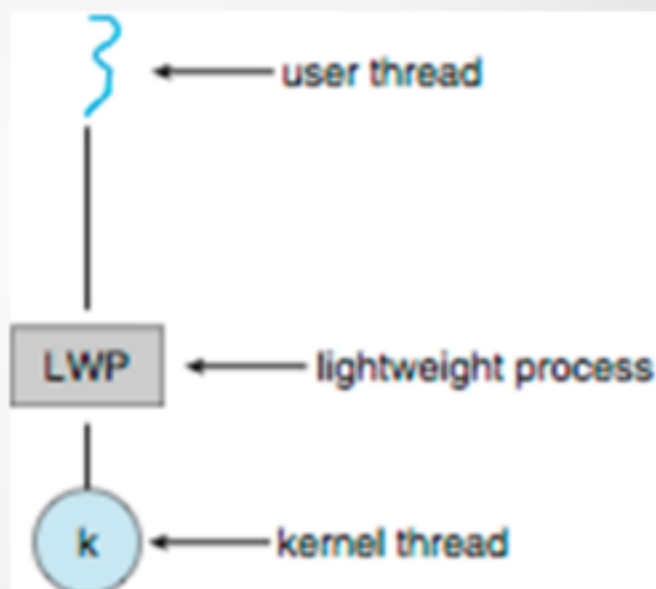 user thread
LWP
lightweight process
k
kernel thread